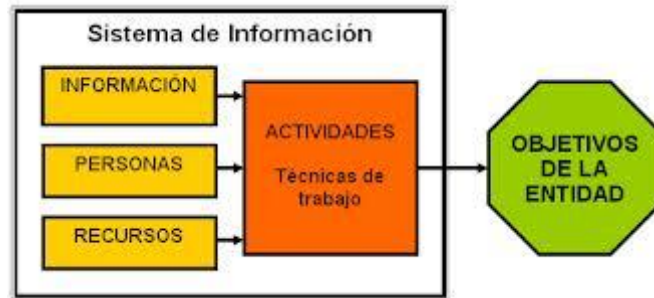 Sistema de Información
INFORMACIÓN
PERSONAS
RECURSOS
ACTIVIDADES
Técnicas de
trabajo
OBJETIVOS
DE LA
ENTIDAD